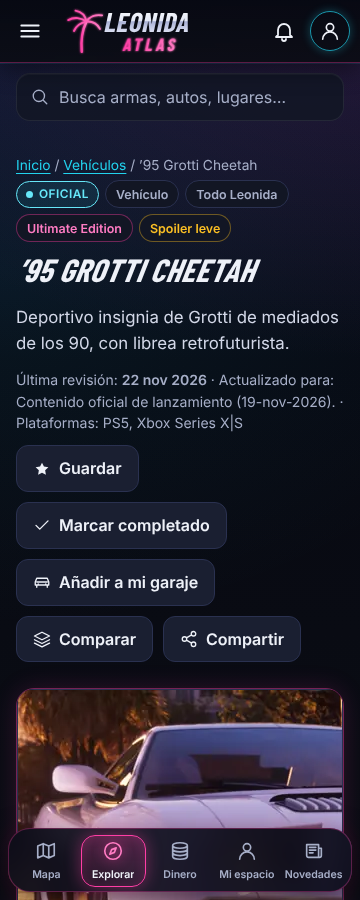 LEONIDA
ATLAS
Busca armas, autos, lugares...
Inicio / Vehículos / '95 Grotti Cheetah
OFICIAL Vehículo Todo Leonida
Ultimate Edition Spoiler leve
'95 GROTTI CHEETAH
Deportivo insignia de Grotti de mediados
de los 90, con librea retrofuturista.
Última revisión: 22 nov 2026 · Actualizado para:
Contenido oficial de lanzamiento (19-nov-2026). ·
Plataformas: PS5, Xbox Series X|S
Guardar
Marcar completado
Añadir a mi garaje
Comparar Compartir
Mapa Explorar Dinero Mi espacio Novedades